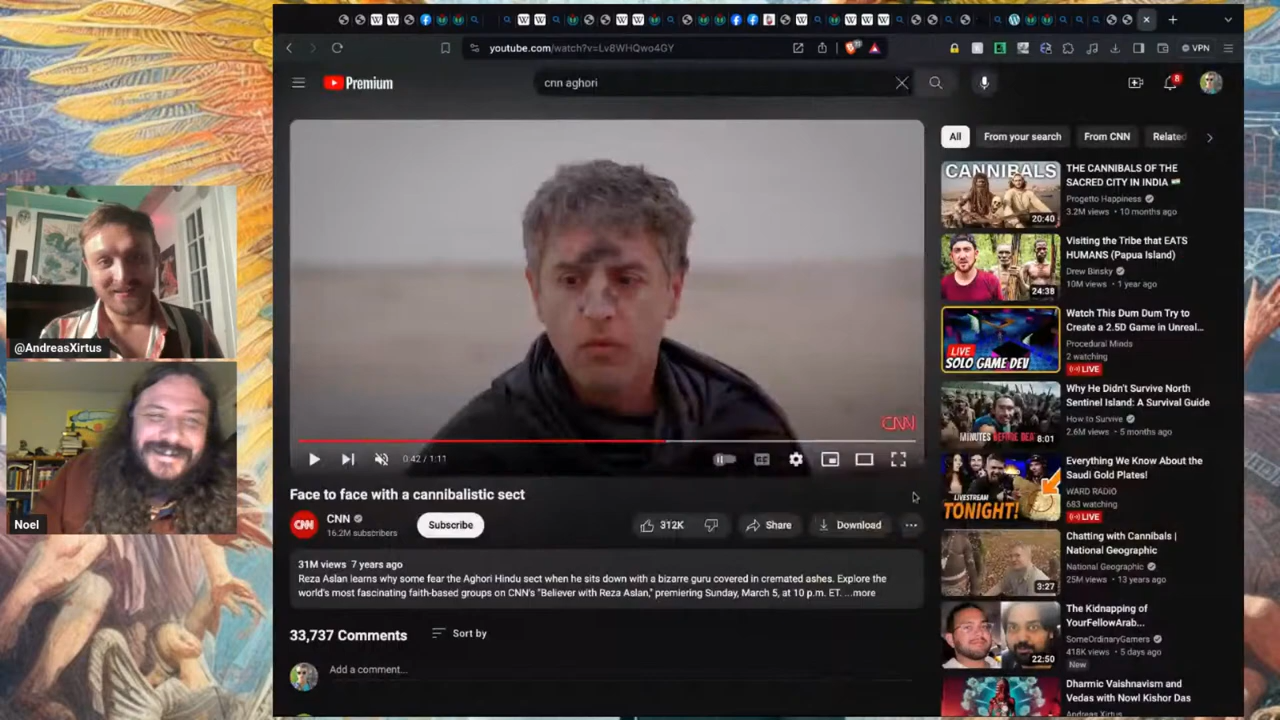 youtube.com/watch?v=Lv8WHQwo4GY
VPN
Premium
cnn aghori
8
@AndreasXirtus
Noel
CNN
0:42 / 1:11
Face to face with a cannibalistic sect
CNN
CNN
16.2M subscribers
Subscribe
312K
Share
Download
31M views 7 years ago
Reza Aslan learns why some fear the Aghori Hindu sect when he sits down with a bizarre guru covered in cremated ashes. Explore the
world's most fascinating faith-based groups on CNN's "Believer with Reza Aslan," premiering Sunday, March 5, at 10 p.m. ET. ...more
33,737 Comments
Sort by
Add a comment...
All
From your search
From CNN
Related
CANNIBALS
20:40
THE CANNIBALS OF THE
SACRED CITY IN INDIA
Progetto Happiness
3.2M views • 10 months ago
24:38
Visiting the Tribe that EATS
HUMANS (Papua Island)
Drew Binsky
10M views • 1 year ago
LIVE
SOLO GAME DEV
Watch This Dum Dum Try to
Create a 2.5D Game in Unreal...
Procedural Minds
2 watching
LIVE
MINUTES BEFORE DEA
8:01
Why He Didn't Survive North
Sentinel Island: A Survival Guide
How to Survive
2.6M views • 5 months ago
LIVESTREAM
TONIGHT!
Everything We Know About the
Saudi Gold Plates!
WARD RADIO
683 watching
LIVE
3:27
Chatting with Cannibals |
National Geographic
National Geographic
25M views • 13 years ago
22:50
The Kidnapping of
YourFellowArab...
SomeOrdinaryGamers
418K views • 5 days ago
New
Dharmic Vaishnavism and
Vedas with Nowl Kishor Das
Andreas Xirtus